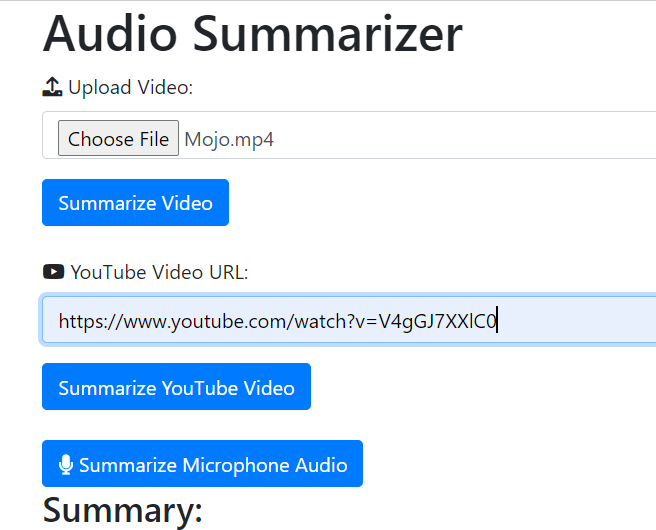 Audio Summarizer
Upload Video:
Choose File Mojo.mp4
Summarize Video
YouTube Video URL:
https://www.youtube.com/watch?v=V4gGJ7XXlC0
Summarize YouTube Video
Summarize Microphone Audio
Summary: